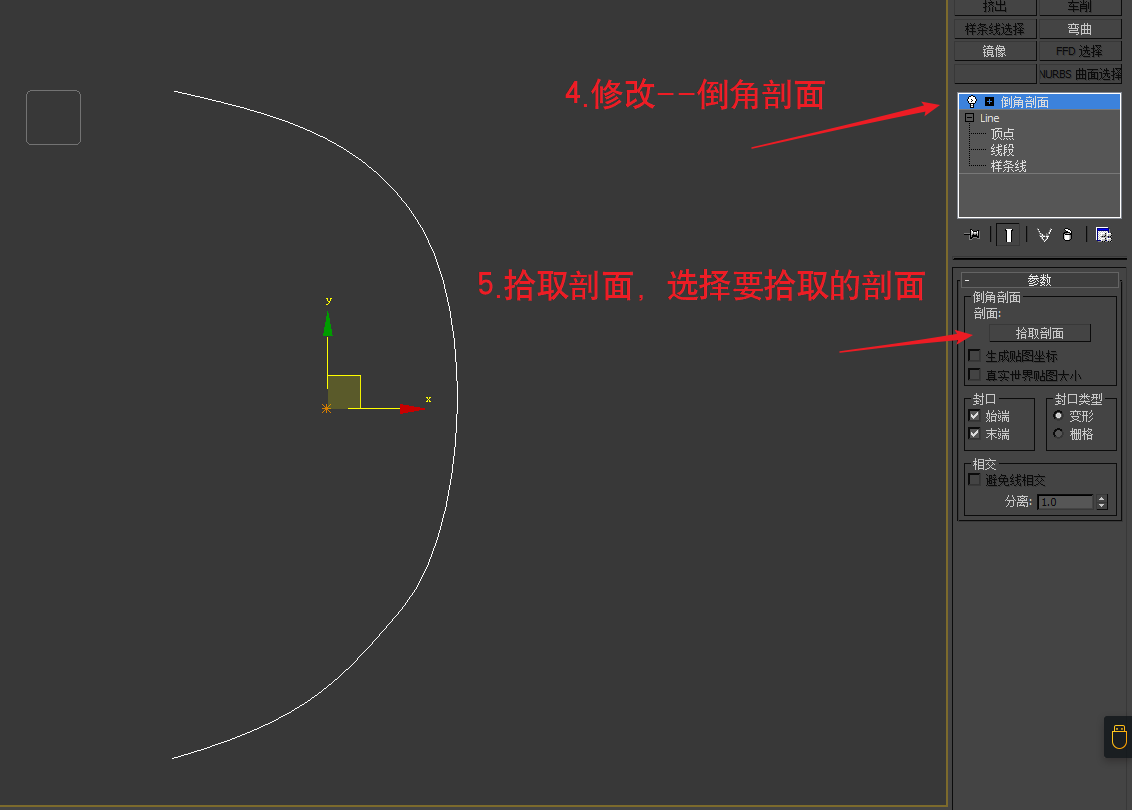 挤出 车削
样条线选择 弯曲
镜像 FFD 选择
NURBS 曲面选择
4.修改--倒角剖面
倒角剖面
Line
顶点
线段
样条线
5.拾取剖面，选择要拾取的剖面
- 参数
倒角剖面
剖面:
拾取剖面
生成贴图坐标
真实世界贴图大小
封口 封口类型
始端 变形
末端 栅格
相交
避免线相交
分离: 1.0
y
x